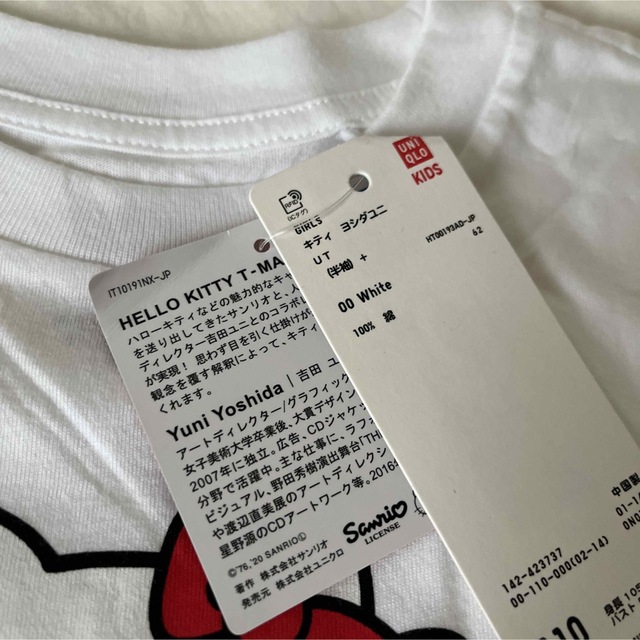 UNI
QLO
KIDS
RFID
(ICタグ)
GIRLS
キティ ヨシダユニ
UT
(半袖) +
HT00193AD-JP
62
00 White
100% 綿
中国製
142-423737
00-110-000(02-14)
IT10191NX-JP
HELLO KITTY T-MA
ハローキティなどの魅力的なキャ
を送り出してきたサンリオと、
ディレクター吉田ユニとのコラボレ
が実現! 思わず目を引く仕掛けが
観念を覆す解釈によって、キティ
くれます。
Yuni Yoshida | 吉田 ユ
アートディレクター/グラフィック
女子美術大学卒業後、大貫デザイン
2007年に独立。広告、CDジャケッ
分野で活躍中。主な仕事に、ラフォ
ビジュアル、野田秀樹演出舞台「TH
や渡辺直美展のアートディレクシ
星野源のCDアートワーク等。2016
©'76,'20 SANRIO
著作 株式会社サンリオ
発売元 株式会社ユニクロ
Sanrio
LICENSE